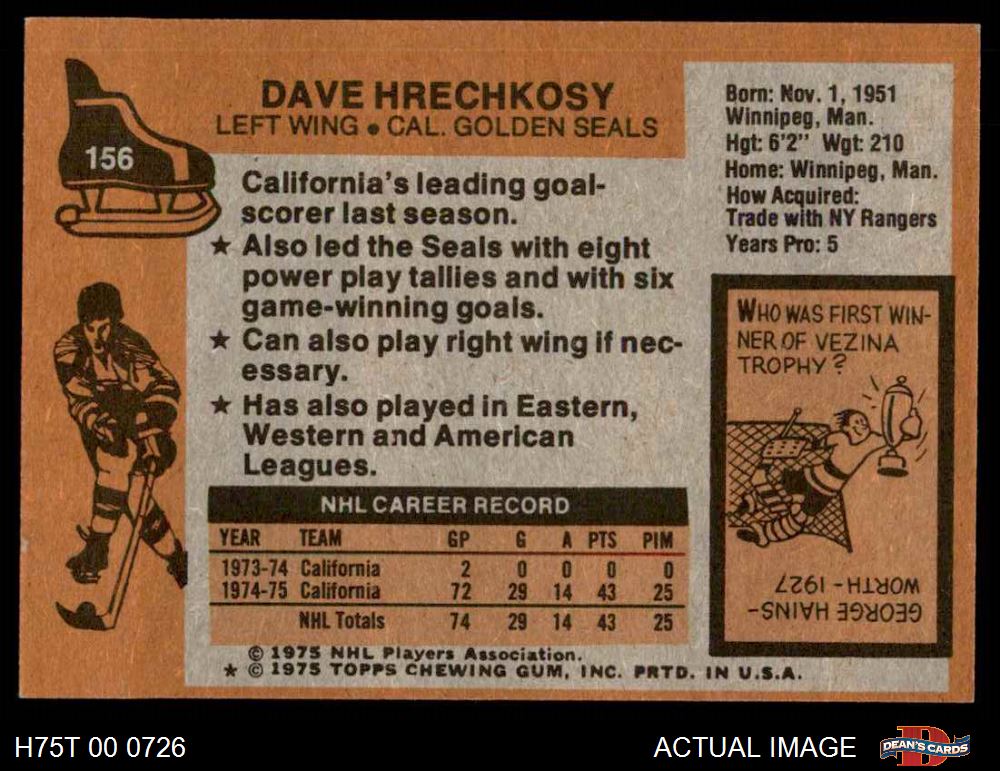 DAVE HRECHKOSY
LEFT WING • CAL. GOLDEN SEALS
156
California's leading goal-
scorer last season.
★ Also led the Seals with eight
power play tallies and with six
game-winning goals.
★ Can also play right wing if nec-
essary.
★ Has also played in Eastern,
Western and American
Leagues.
Born: Nov. 1, 1951
Winnipeg, Man.
Hgt: 6'2" Wgt: 210
Home: Winnipeg, Man.
How Acquired:
Trade with NY Rangers
Years Pro: 5
WHO WAS FIRST WIN-
NER OF VEZINA
TROPHY?
GEORGE HAINS-
WORTH - 1927
NHL CAREER RECORD
YEAR TEAM GP G A PTS PIM
1973-74 California 2 0 0 0 0
1974-75 California 72 29 14 43 25
NHL Totals 74 29 14 43 25
© 1975 NHL Players Association.
★ © 1975 TOPPS CHEWING GUM, INC. PRTD. IN U.S.A.
H75T 00 0726
ACTUAL IMAGE
DEAN'S CARDS